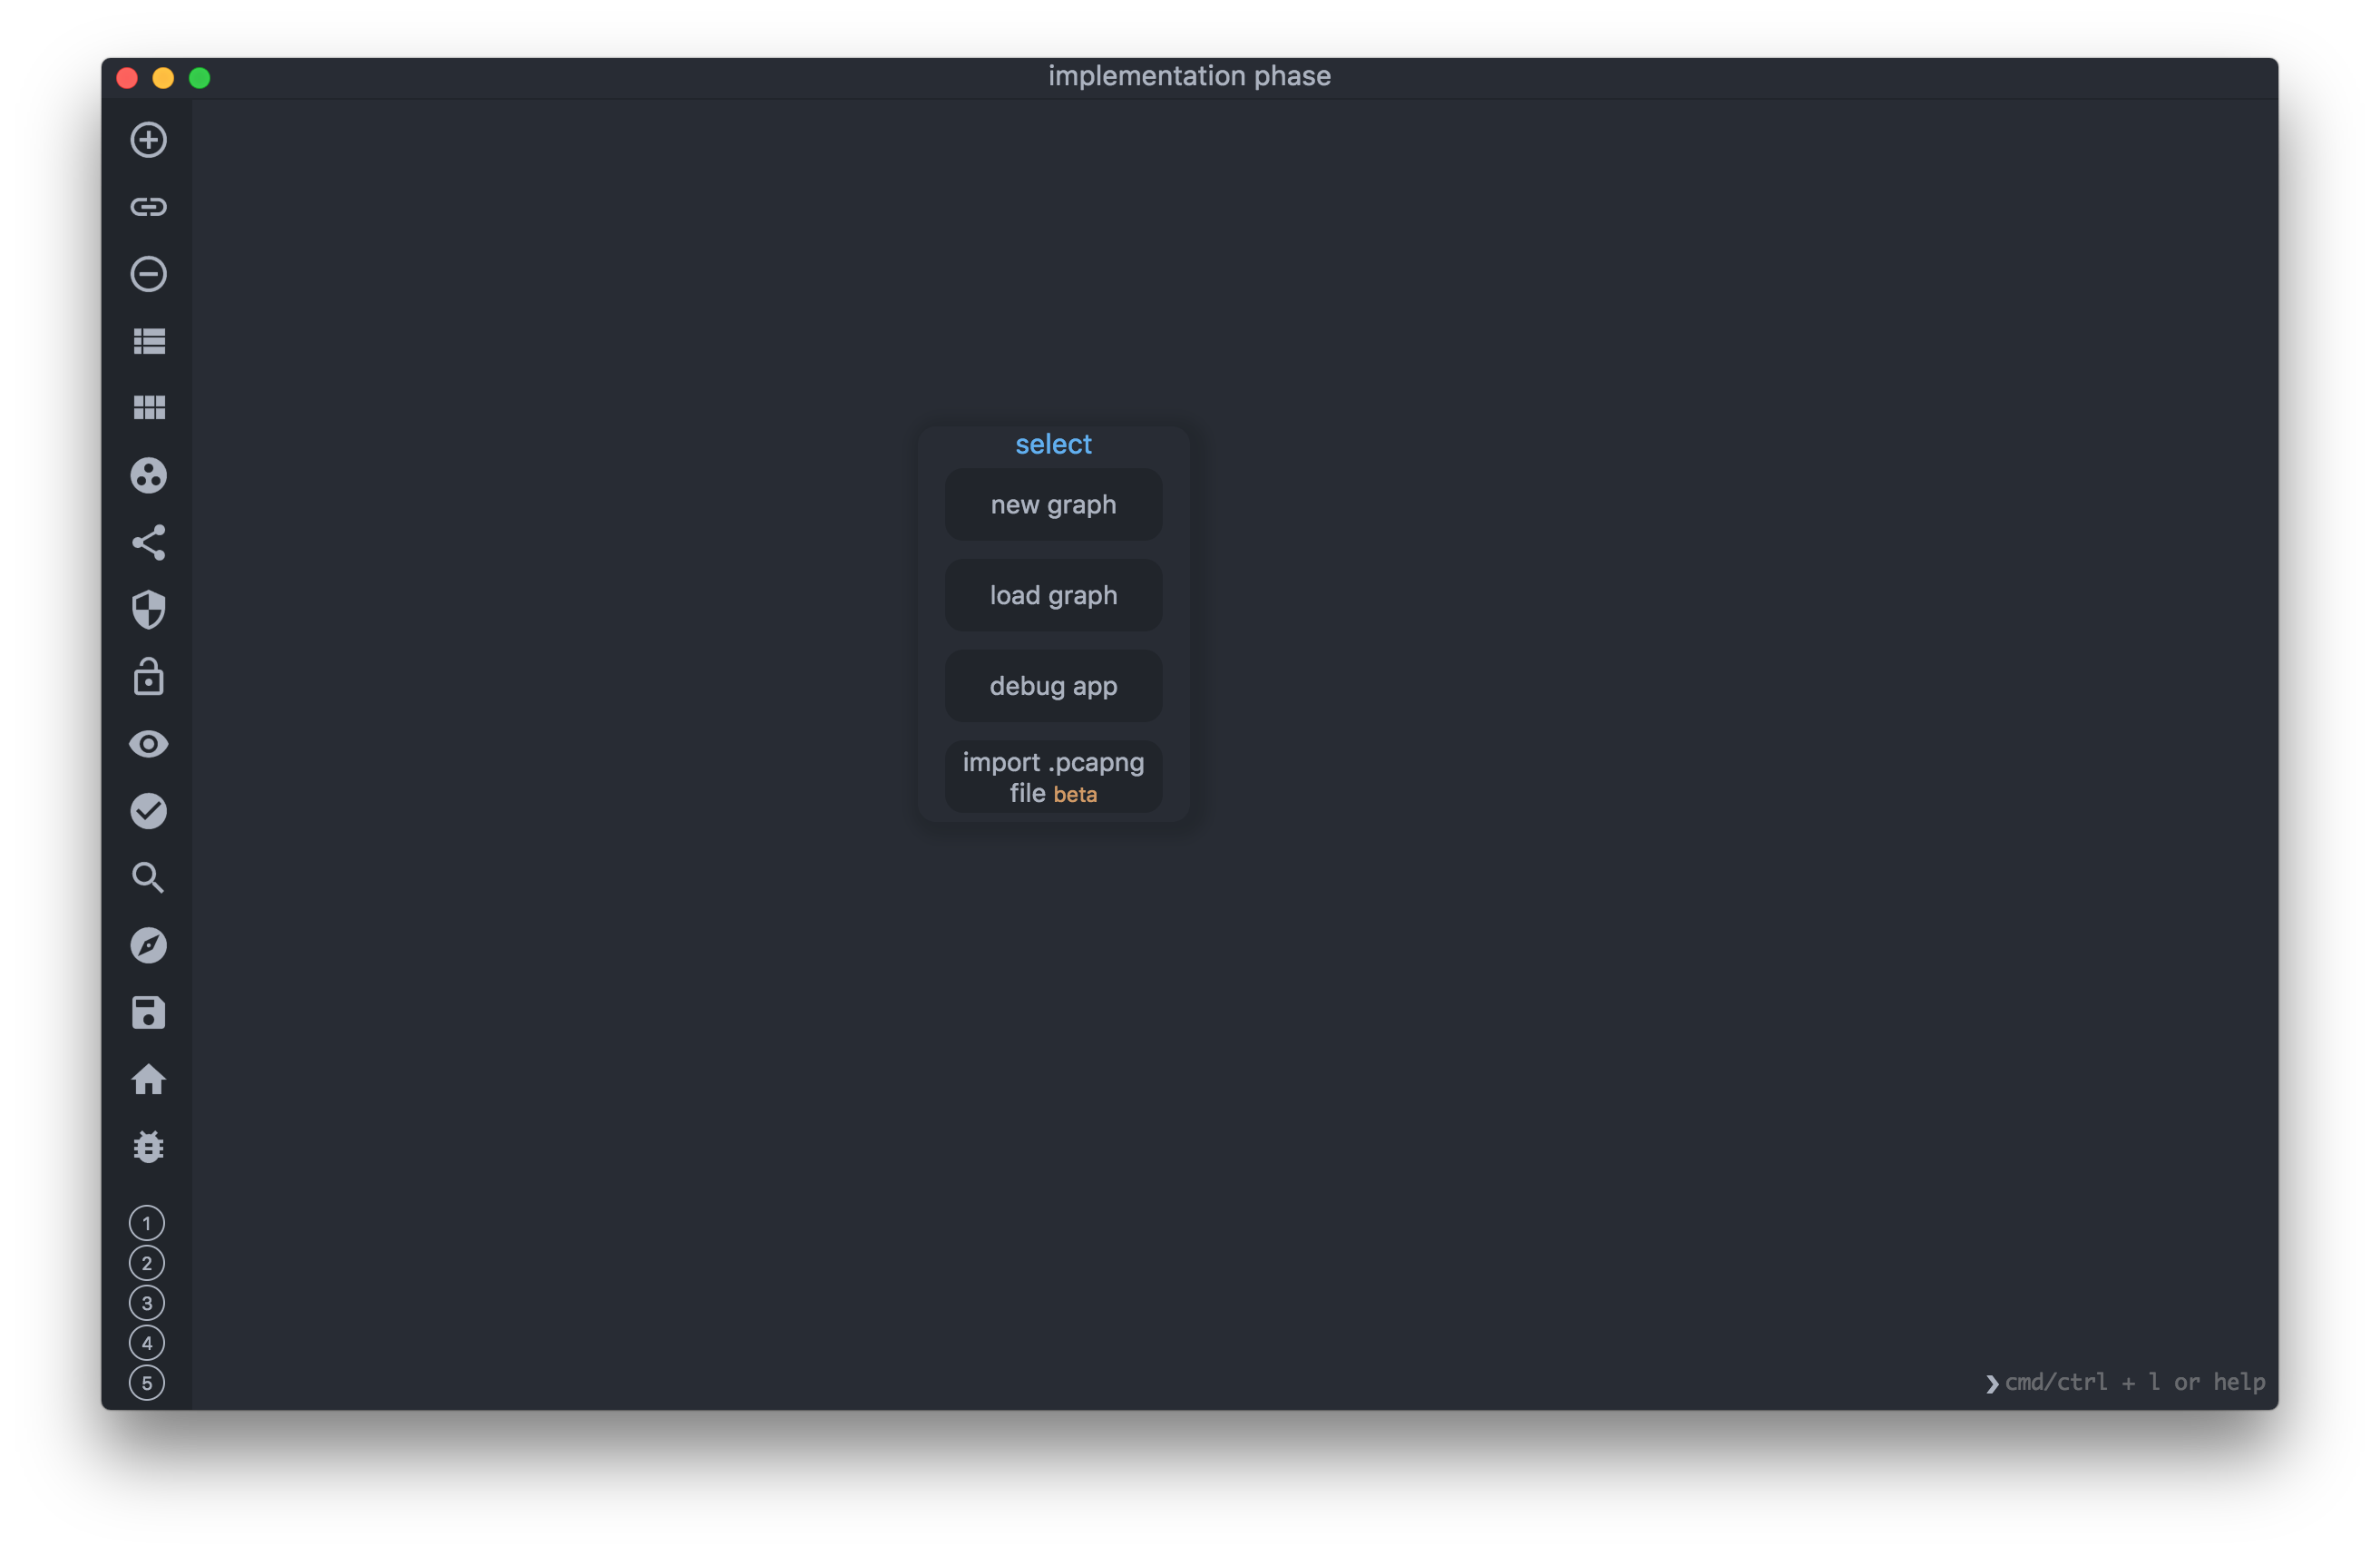 implementation phase
select
new graph
load graph
debug app
import .pcapng
file beta
1
2
3
4
5
❯ cmd/ctrl + l or help